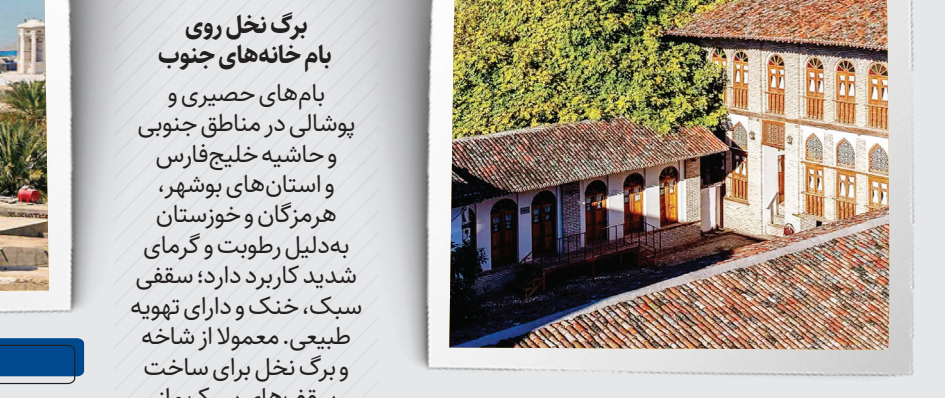 برگ نخل روی
بام خانه‌های جنوب
بام‌های حصیری و
پوشالی در مناطق جنوبی
و حاشیه خلیج‌فارس
و استان‌های بوشهر،
هرمزگان و خوزستان
به‌دلیل رطوبت و گرمای
شدید کاربرد دارد؛ سقفی
سبک، خنک و دارای تهویه
طبیعی. معمولا از شاخه
و برگ نخل برای ساخت